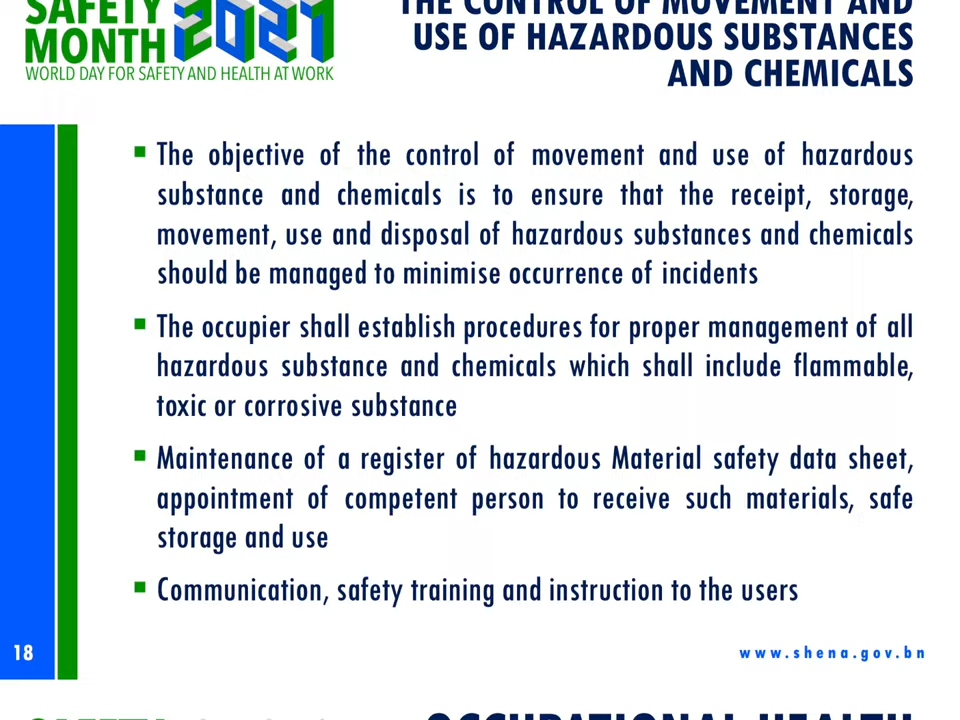 SAFETY
MONTH 2021
WORLD DAY FOR SAFETY AND HEALTH AT WORK
THE CONTROL OF MOVEMENT AND
USE OF HAZARDOUS SUBSTANCES
AND CHEMICALS
▪ The objective of the control of movement and use of hazardous
substance and chemicals is to ensure that the receipt, storage,
movement, use and disposal of hazardous substances and chemicals
should be managed to minimise occurrence of incidents
▪ The occupier shall establish procedures for proper management of all
hazardous substance and chemicals which shall include flammable,
toxic or corrosive substance
▪ Maintenance of a register of hazardous Material safety data sheet,
appointment of competent person to receive such materials, safe
storage and use
▪ Communication, safety training and instruction to the users
18
www.shena.gov.bn
OCCUPATIONAL HEALTH